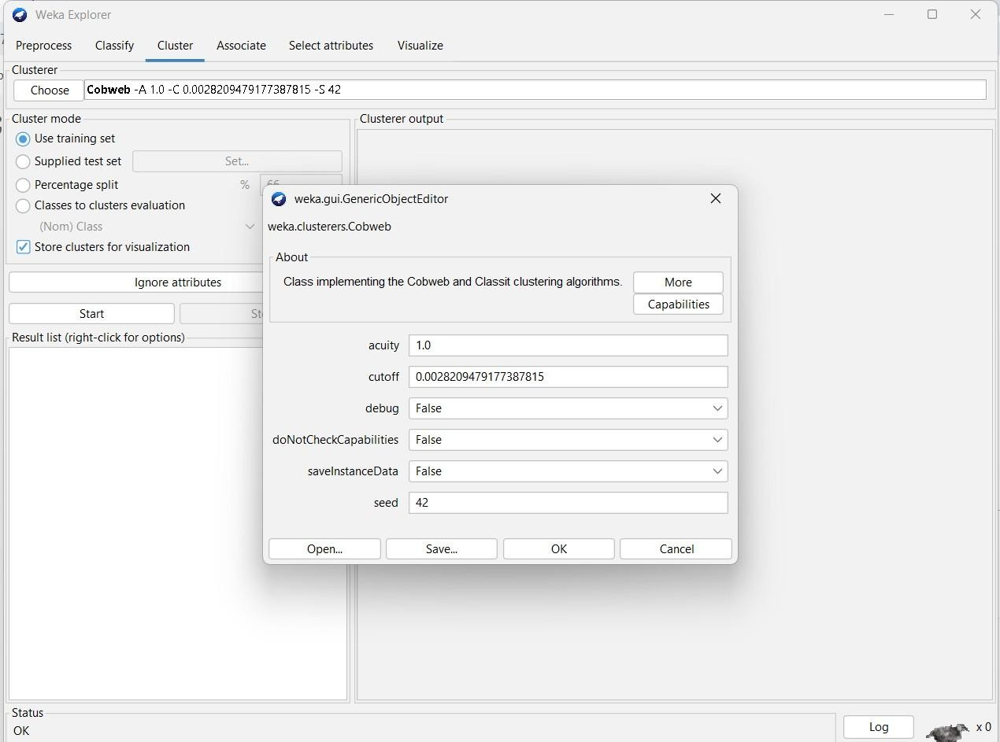 Weka Explorer
Preprocess Classify Cluster Associate Select attributes Visualize
Clusterer
Choose Cobweb -A 1.0 -C 0.0028209479177387815 -S 42
Cluster mode
Use training set
Supplied test set Set...
Percentage split %
Classes to clusters evaluation
(Nom) Class
Store clusters for visualization
Ignore attributes
Start
Result list (right-click for options)
Clusterer output
weka.gui.GenericObjectEditor
weka.clusterers.Cobweb
About
Class implementing the Cobweb and Classit clustering algorithms. More
Capabilities
acuity 1.0
cutoff 0.0028209479177387815
debug False
doNotCheckCapabilities False
saveInstanceData False
seed 42
Open... Save... OK Cancel
Status
OK
Log x 0